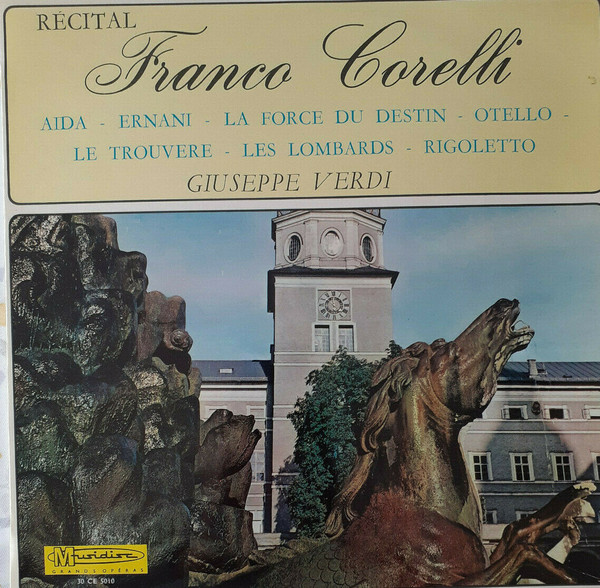 RÉCITAL
Franco Corelli
AIDA - ERNANI - LA FORCE DU DESTIN - OTELLO -
LE TROUVERE - LES LOMBARDS - RIGOLETTO
GIUSEPPE VERDI
Musidisc
GRANDS OPÉRAS
30 CE 5010